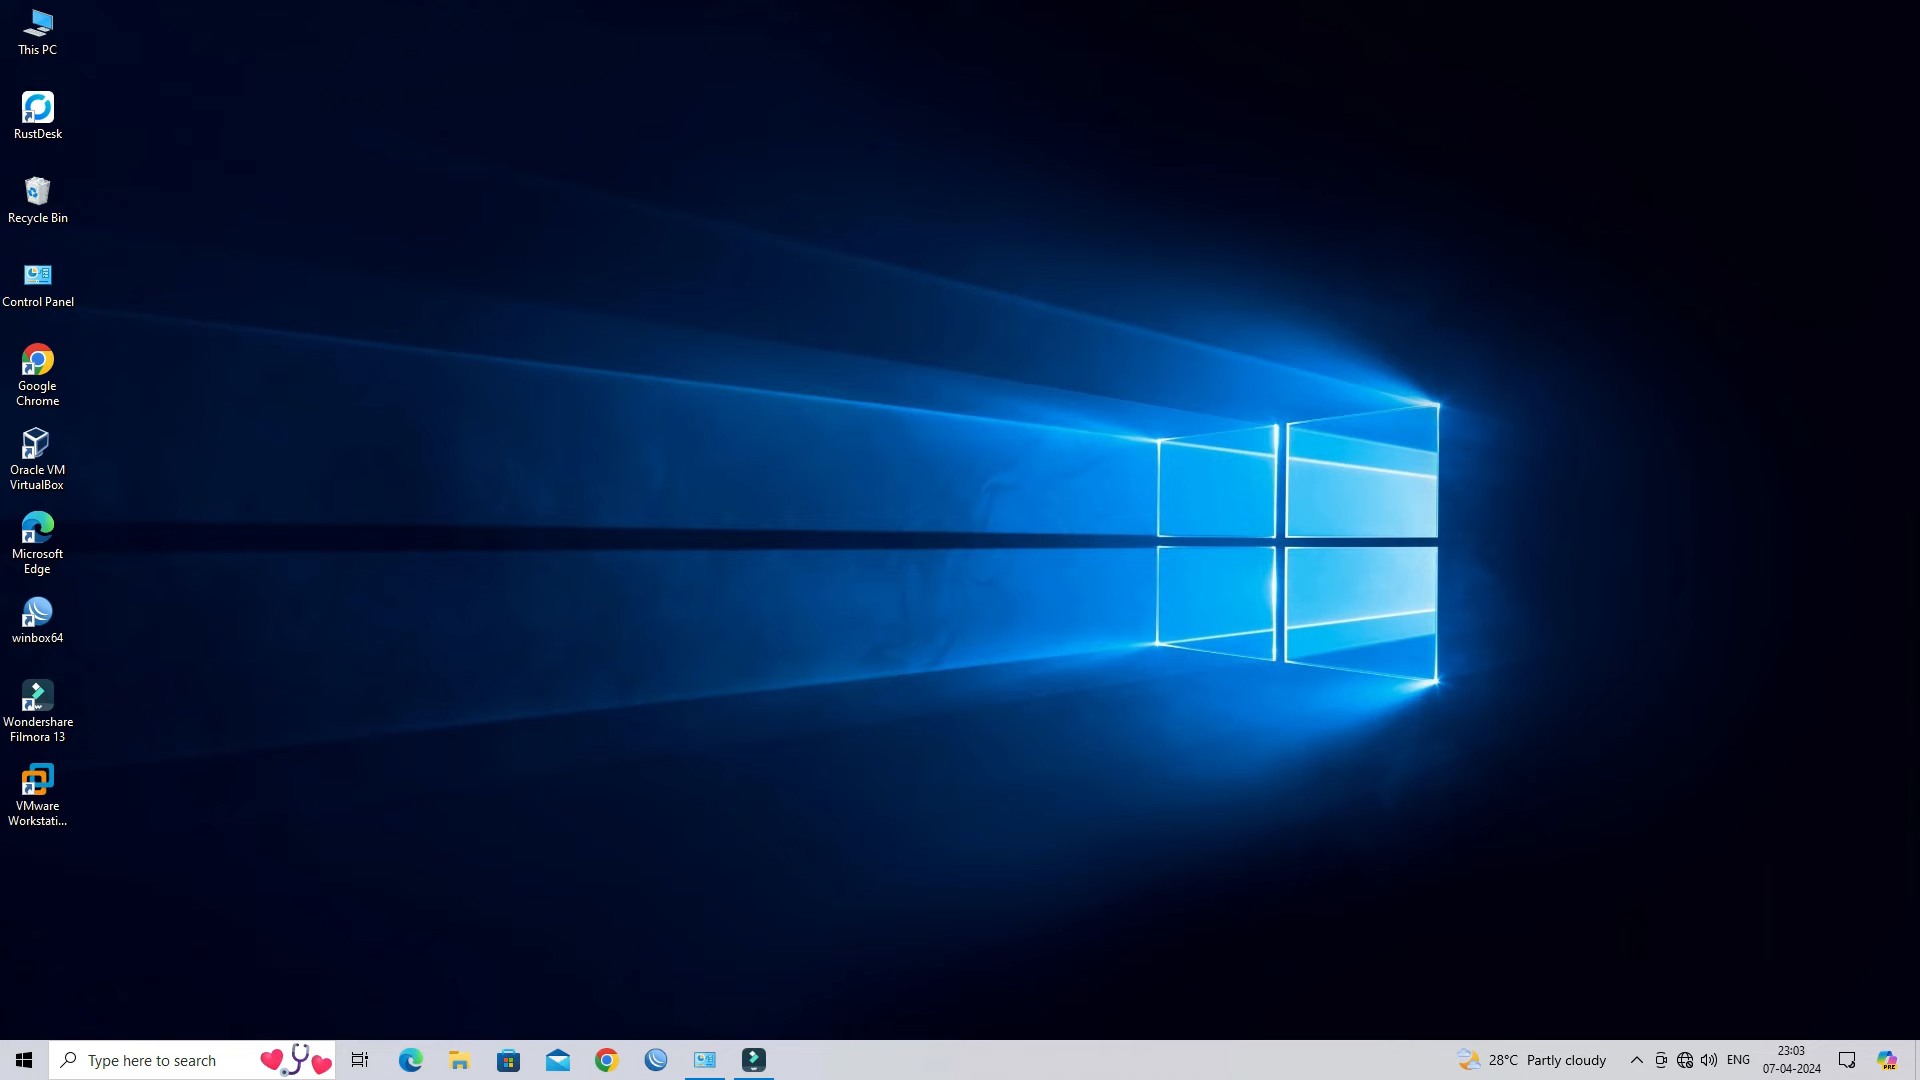 This PC
RustDesk
Recycle Bin
Control Panel
Google
Chrome
Oracle VM
VirtualBox
Microsoft
Edge
winbox64
Wondershare
Filmora 13
VMware
Workstati...
Type here to search
28°C Partly cloudy
ENG
23:03
07-04-2024
PRE